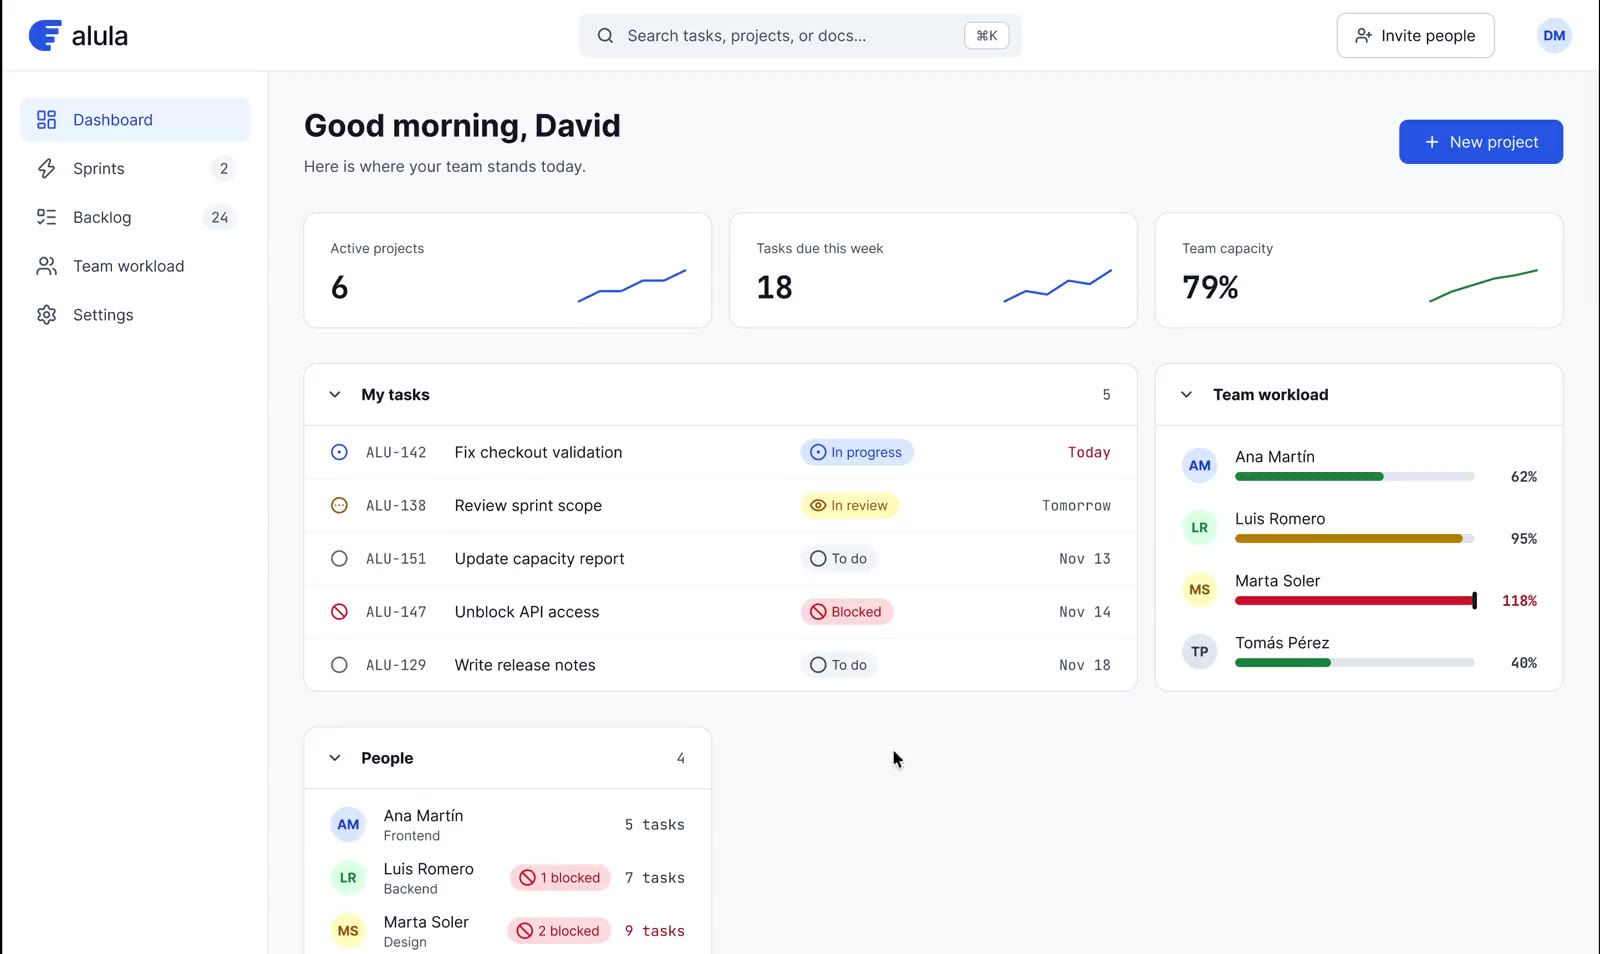 alula
Search tasks, projects, or docs...
⌘K
Invite people
DM
Dashboard
Sprints
2
Backlog
24
Team workload
Settings
Good morning, David
Here is where your team stands today.
+ New project
Active projects
6
Tasks due this week
18
Team capacity
79%
My tasks
5
ALU-142 Fix checkout validation In progress Today
ALU-138 Review sprint scope In review Tomorrow
ALU-151 Update capacity report To do Nov 13
ALU-147 Unblock API access Blocked Nov 14
ALU-129 Write release notes To do Nov 18
Team workload
AM Ana Martín 62%
LR Luis Romero 95%
MS Marta Soler 118%
TP Tomás Pérez 40%
People
4
AM Ana Martín 5 tasks
Frontend
LR Luis Romero 1 blocked 7 tasks
Backend
MS Marta Soler 2 blocked 9 tasks
Design